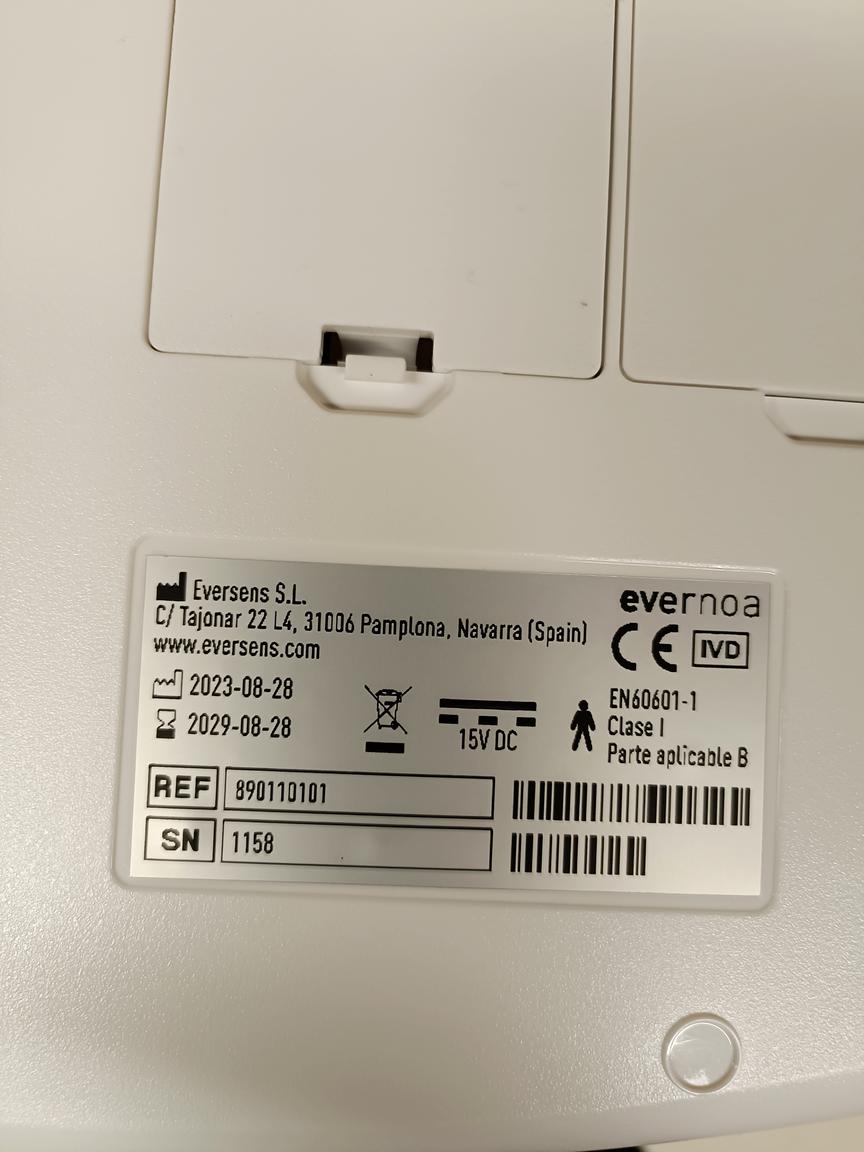 Eversens S.L.
C/ Tajonar 22 L4, 31006 Pamplona, Navarra (Spain)
www.eversens.com
evernoa
CE IVD
2023-08-28
2029-08-28
15V DC
EN60601-1
Clase I
Parte aplicable B
REF 890110101
SN 1158